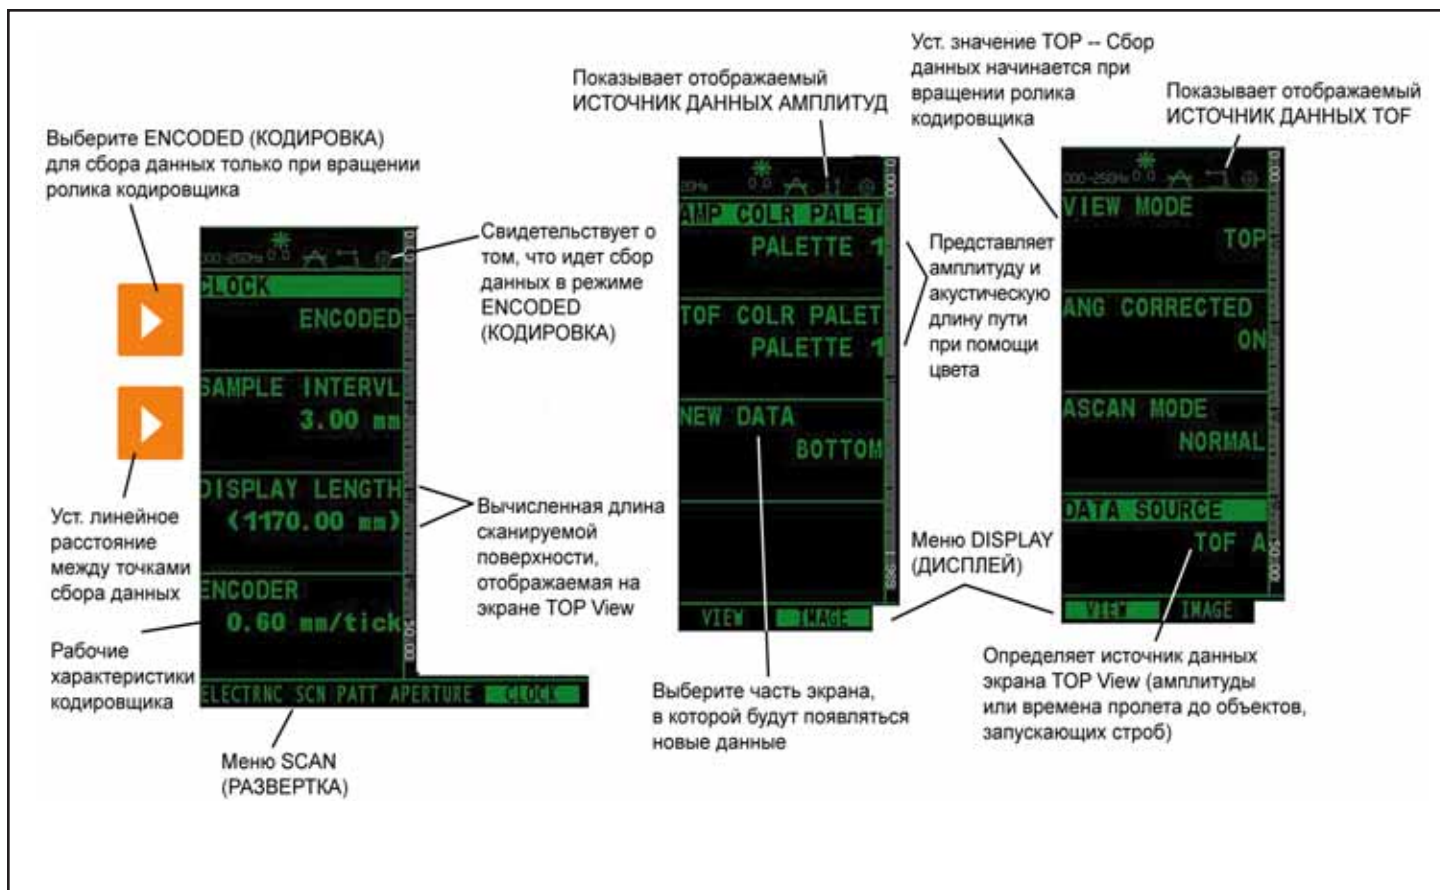 Выберите ENCODED (КОДИРОВКА)
для сбора данных только при вращении
ролика кодировщика
CLOCK
ENCODED
SAMPLE INTERVL
3.00 mm
DISPLAY LENGTH
(1170.00 mm)
ENCODER
0.60 mm/tick
ELECTRNC SCN PATT APERTURE CLOCK
Уст. линейное
расстояние
между точками
сбора данных
Рабочие
характеристики
кодировщика
Меню SCAN
(РАЗВЕРТКА)
Свидетельствует о
том, что идет сбор
данных в режиме
ENCODED
(КОДИРОВКА)
Вычисленная длина
сканируемой
поверхности,
отображаемая на
экране TOP View
Показывает отображаемый
ИСТОЧНИК ДАННЫХ АМПЛИТУД
0.0
AMP COLR PALET
PALETTE 1
TOF COLR PALET
PALETTE 1
NEW DATA
BOTTOM
VIEW IMAGE
Представляет
амплитуду и
акустическую
длину пути
при помощи
цвета
Меню DISPLAY
(ДИСПЛЕЙ)
Выберите часть экрана,
в которой будут появляться
новые данные
Уст. значение TOP -- Сбор
данных начинается при
вращении ролика
кодировщика
Показывает отображаемый
ИСТОЧНИК ДАННЫХ TOF
0.0
VIEW MODE
TOP
ANG CORRECTED
ON
ASCAN MODE
NORMAL
DATA SOURCE
TOF A
VIEW IMAGE
Определяет источник данных
экрана TOP View (амплитуды
или времена пролета до объектов,
запускающих строб)